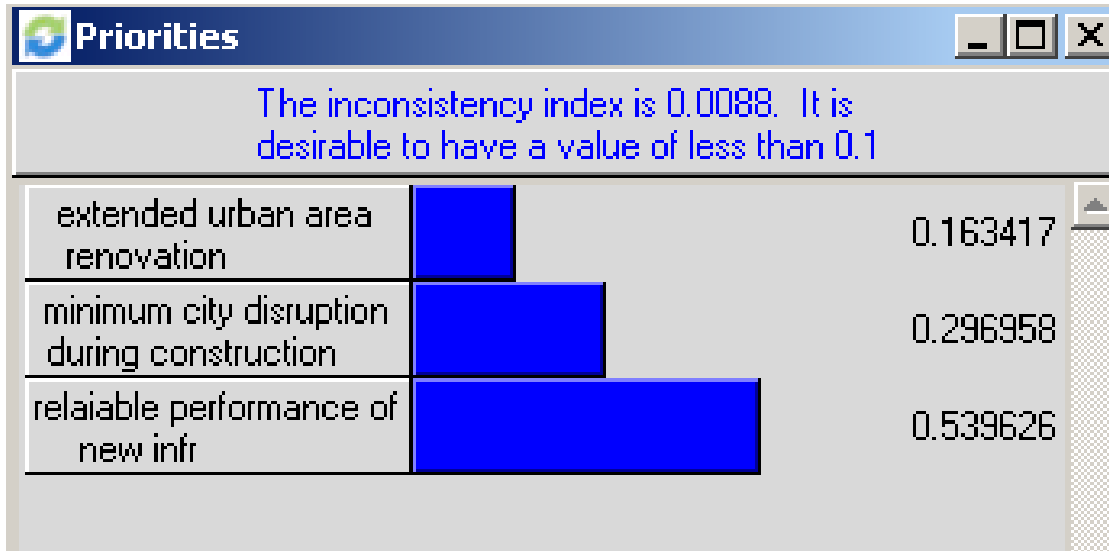 Priorities
The inconsistency index is 0.0088. It is
desirable to have a value of less than 0.1
extended urban area
renovation
0.163417
minimum city disruption
during construction
0.296958
relaiable performance of
new infr
0.539626